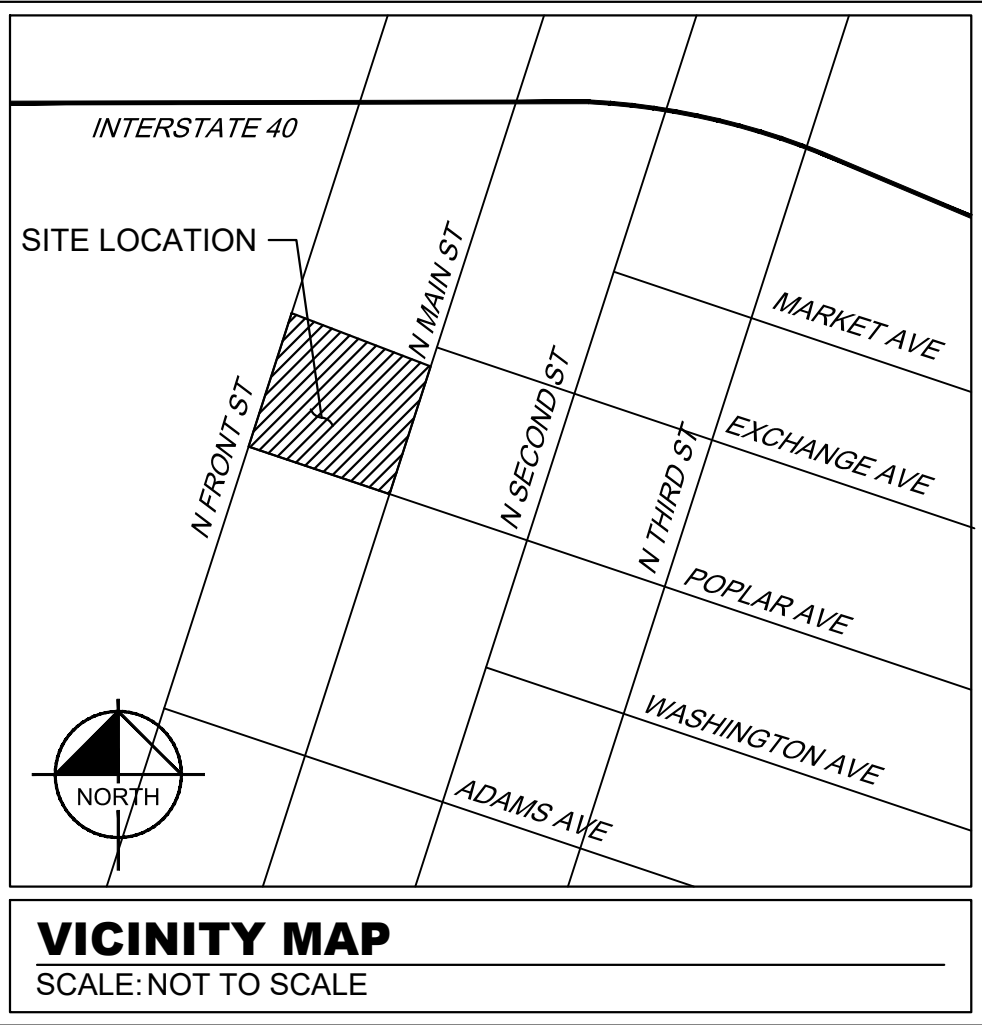 INTERSTATE 40
SITE LOCATION
N MAIN ST
MARKET AVE
N FRONT ST
N SECOND ST
N THIRD ST
EXCHANGE AVE
POPLAR AVE
WASHINGTON AVE
ADAMS AVE
NORTH
VICINITY MAP
SCALE: NOT TO SCALE